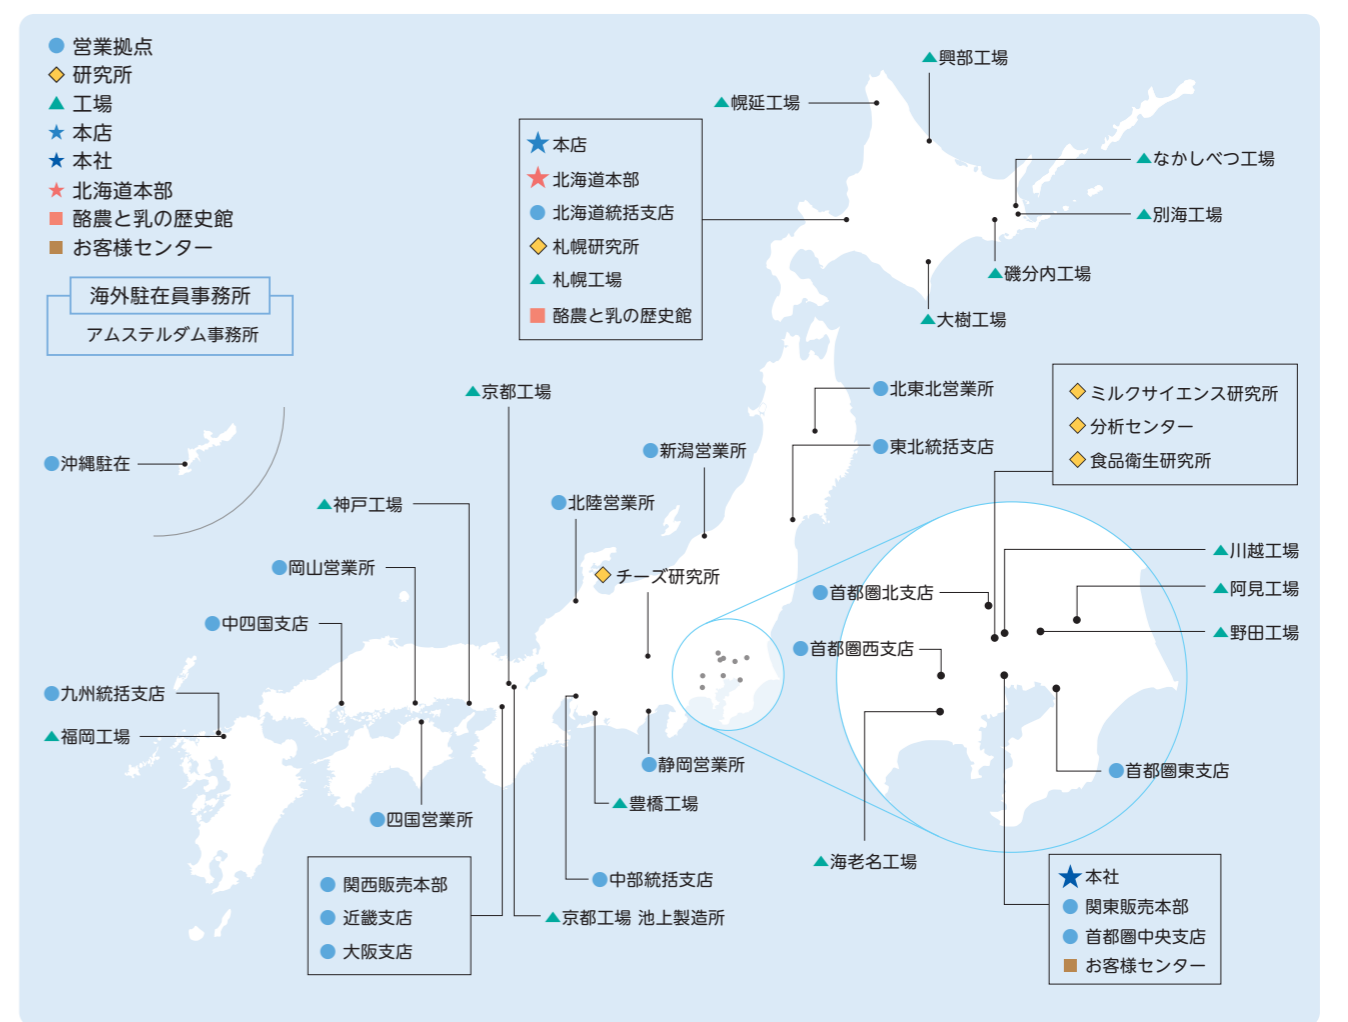 営業拠点
研究所
工場
本店
本社
北海道本部
酪農と乳の歴史館
お客様センター
海外駐在員事務所
アムステルダム事務所
興部工場
幌延工場
本店
北海道本部
北海道統括支店
札幌研究所
札幌工場
酪農と乳の歴史館
なかしべつ工場
別海工場
磯分内工場
大樹工場
北東北営業所
東北統括支店
ミルクサイエンス研究所
分析センター
食品衛生研究所
京都工場
新潟営業所
沖縄駐在
神戸工場
北陸営業所
岡山営業所
チーズ研究所
中四国支店
九州統括支店
福岡工場
川越工場
阿見工場
首都圏北支店
野田工場
首都圏西支店
静岡営業所
首都圏東支店
豊橋工場
四国営業所
海老名工場
中部統括支店
京都工場 池上製造所
関西販売本部
近畿支店
大阪支店
本社
関東販売本部
首都圏中央支店
お客様センター